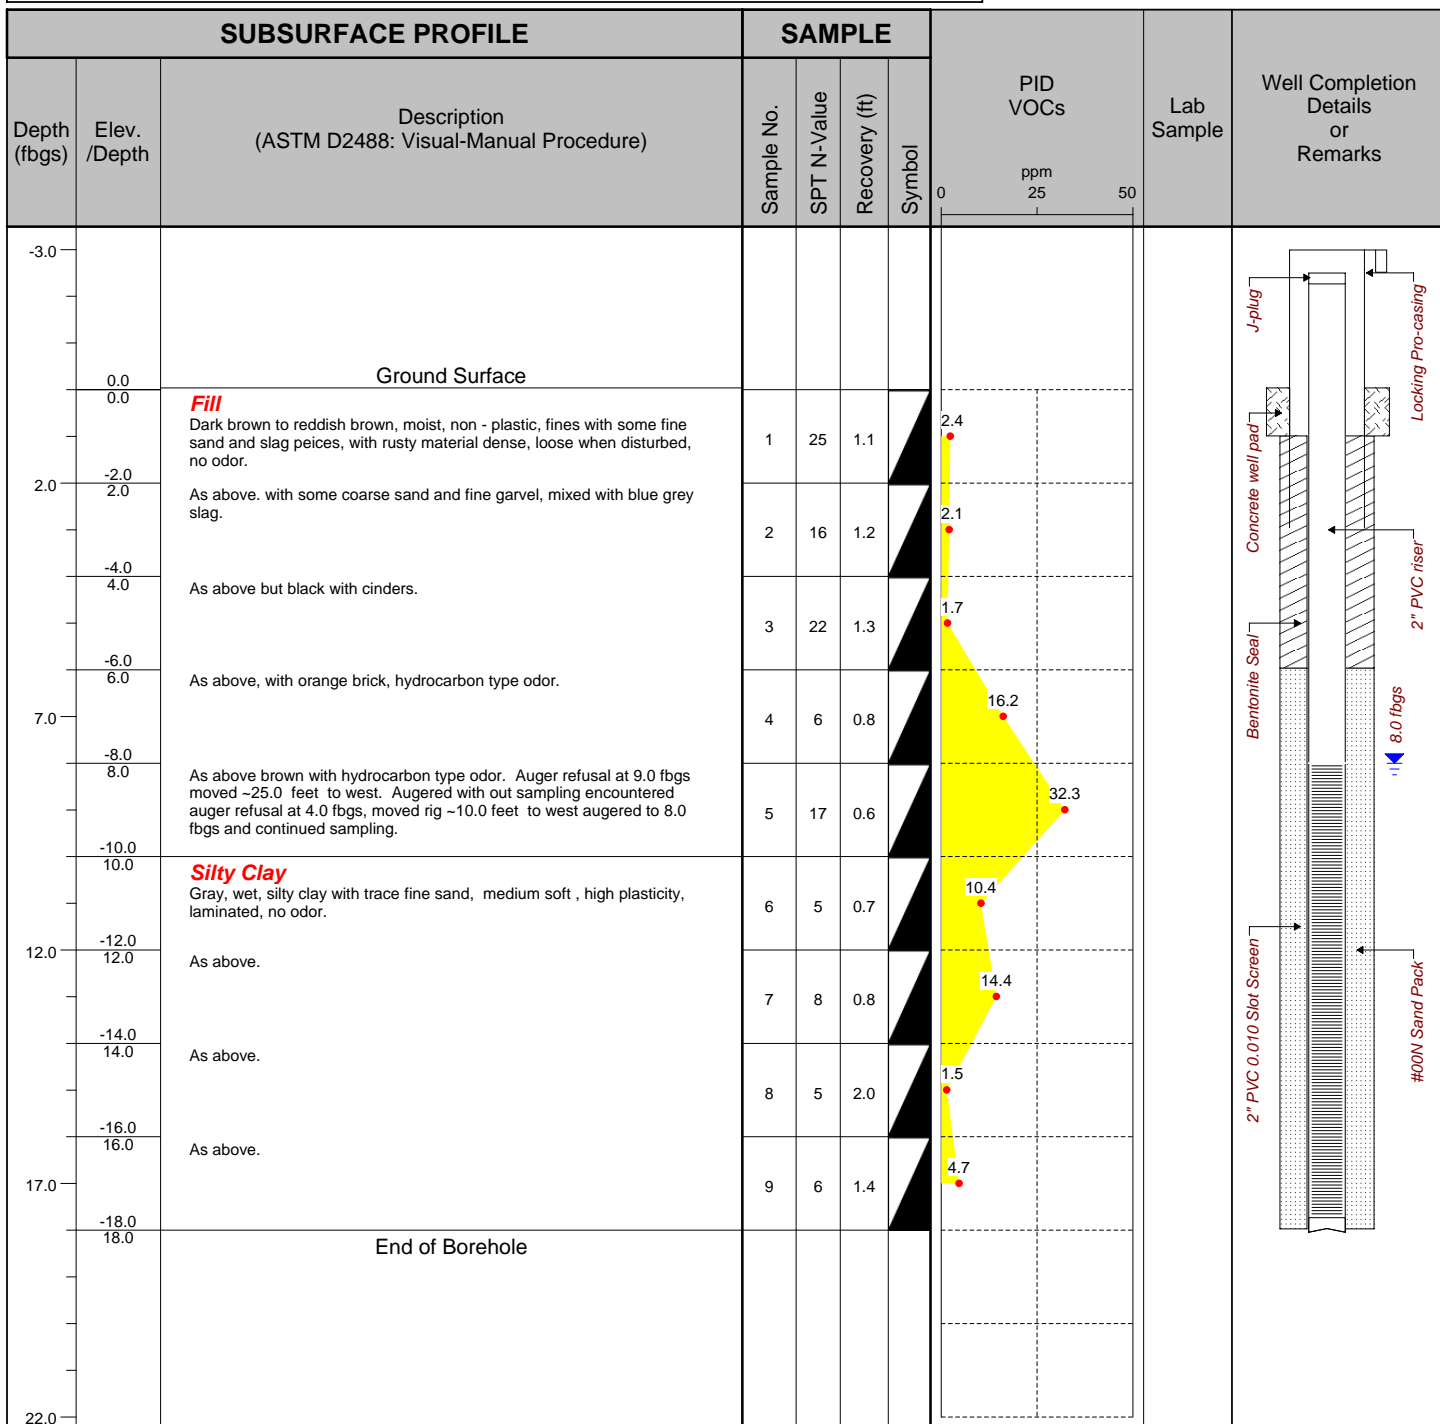 SUBSURFACE PROFILE
SAMPLE
Depth
(fbgs)
Elev.
/Depth
Description
(ASTM D2488: Visual-Manual Procedure)
Sample No.
SPT N-Value
Recovery (ft)
Symbol
PID
VOCs
ppm
0 25 50
Lab
Sample
Well Completion
Details
or
Remarks
-3.0
J-plug
Locking Pro-casing
0.0
Ground Surface
0.0
Fill
Dark brown to reddish brown, moist, non - plastic, fines with some fine
sand and slag peices, with rusty material dense, loose when disturbed,
no odor.
1 25 1.1
2.4
Concrete well pad
-2.0
2.0
2.0
As above. with some coarse sand and fine garvel, mixed with blue grey
slag.
2 16 1.2
2.1
2" PVC riser
-4.0
4.0
As above but black with cinders.
3 22 1.3
1.7
Bentonite Seal
-6.0
6.0
As above, with orange brick, hydrocarbon type odor.
7.0
4 6 0.8
16.2
8.0 fbgs
-8.0
8.0
As above brown with hydrocarbon type odor. Auger refusal at 9.0 fbgs
moved ~25.0 feet to west. Augered with out sampling encountered
auger refusal at 4.0 fbgs, moved rig ~10.0 feet to west augered to 8.0
fbgs and continued sampling.
5 17 0.6
32.3
-10.0
10.0
Silty Clay
Gray, wet, silty clay with trace fine sand, medium soft , high plasticity,
laminated, no odor.
6 5 0.7
10.4
-12.0
12.0
12.0
As above.
7 8 0.8
14.4
2" PVC 0.010 Slot Screen
#00N Sand Pack
-14.0
14.0
As above.
8 5 2.0
1.5
-16.0
16.0
As above.
17.0
9 6 1.4
4.7
-18.0
18.0
End of Borehole
22.0